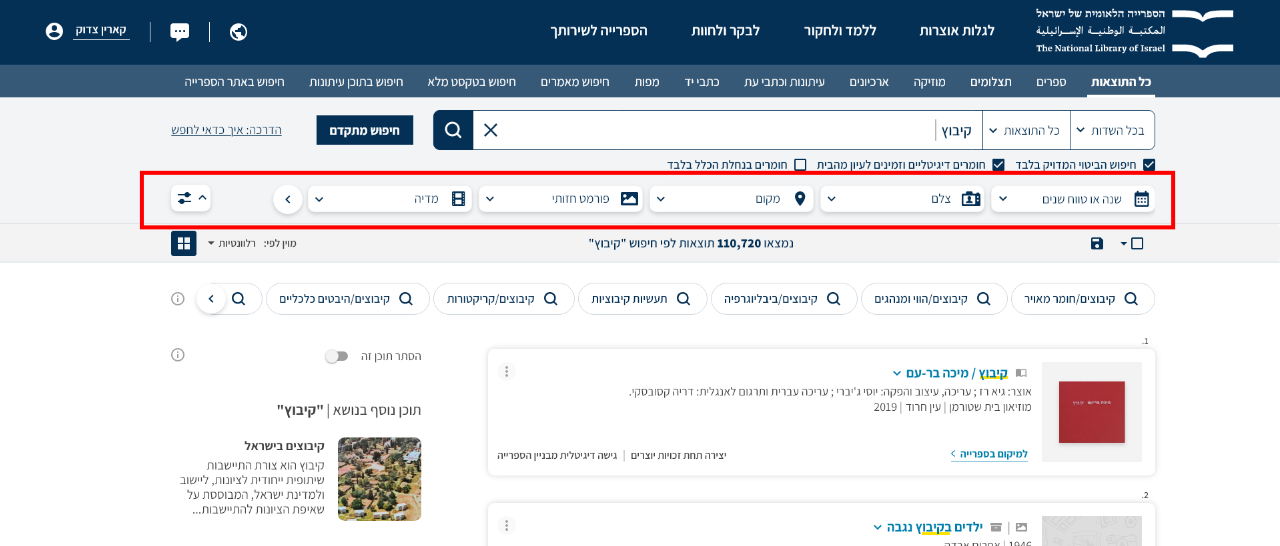 הספרייה הלאומית של ישראל
המكتبة الوطنية الإسرائيلية
The National Library of Israel
לגלות אוצרות
ללמד ולחקור
לבקר ולחוות
הספרייה לשירותך
קארין צדוק
כל התוצאות
ספרים
תצלומים
מוזיקה
ארכיונים
עיתונות וכתבי עת
כתבי יד
מפות
חיפוש מאמרים
חיפוש בטקסט מלא
חיפוש בתוכן עיתונות
חיפוש באתר הספרייה
בכל השדות
כל התוצאות
קיבוץ
חיפוש מתקדם
הדרכה: איך כדאי לחפש
חיפוש הביטוי המדויק בלבד
חומרים דיגיטליים וזמינים לעיון מהבית
חומרים בנחלת הכלל בלבד
שנה או טווח שנים
צלם
מקום
פורמט חזותי
מדיה
נמצאו 110,720 תוצאות לפי חיפוש "קיבוץ"
מוין לפי: רלוונטיות
קיבוצים/חומר מאויר
קיבוצים/הווי ומנהגים
קיבוצים/ביבליוגרפיה
תעשיות קיבוציות
קיבוצים/קריקטורות
קיבוצים/היבטים כלכליים
1.
קיבוץ / מיכה בר-עם
אוצר: גיא רז ; עריכה, עיצוב והפקה: יוסי ג'יברי ; עריכה עברית ותרגום לאנגלית: דריה קסובסקי.
מוזיאון בית שטורמן | עין חרוד | 2019
למיקום בספרייה
יצירה תחת זכויות יוצרים | גישה דיגיטלית מבניין הספרייה
הסתר תוכן זה
תוכן נוסף בנושא | "קיבוץ"
קיבוצים בישראל
קיבוץ הוא צורת התיישבות
שיתופית ייחודית לציונות, ליישוב
ולמדינת ישראל, המבוססת על
שאיפת הציונות להתיישבות...
2.
ילדים בקיבוץ נגבה